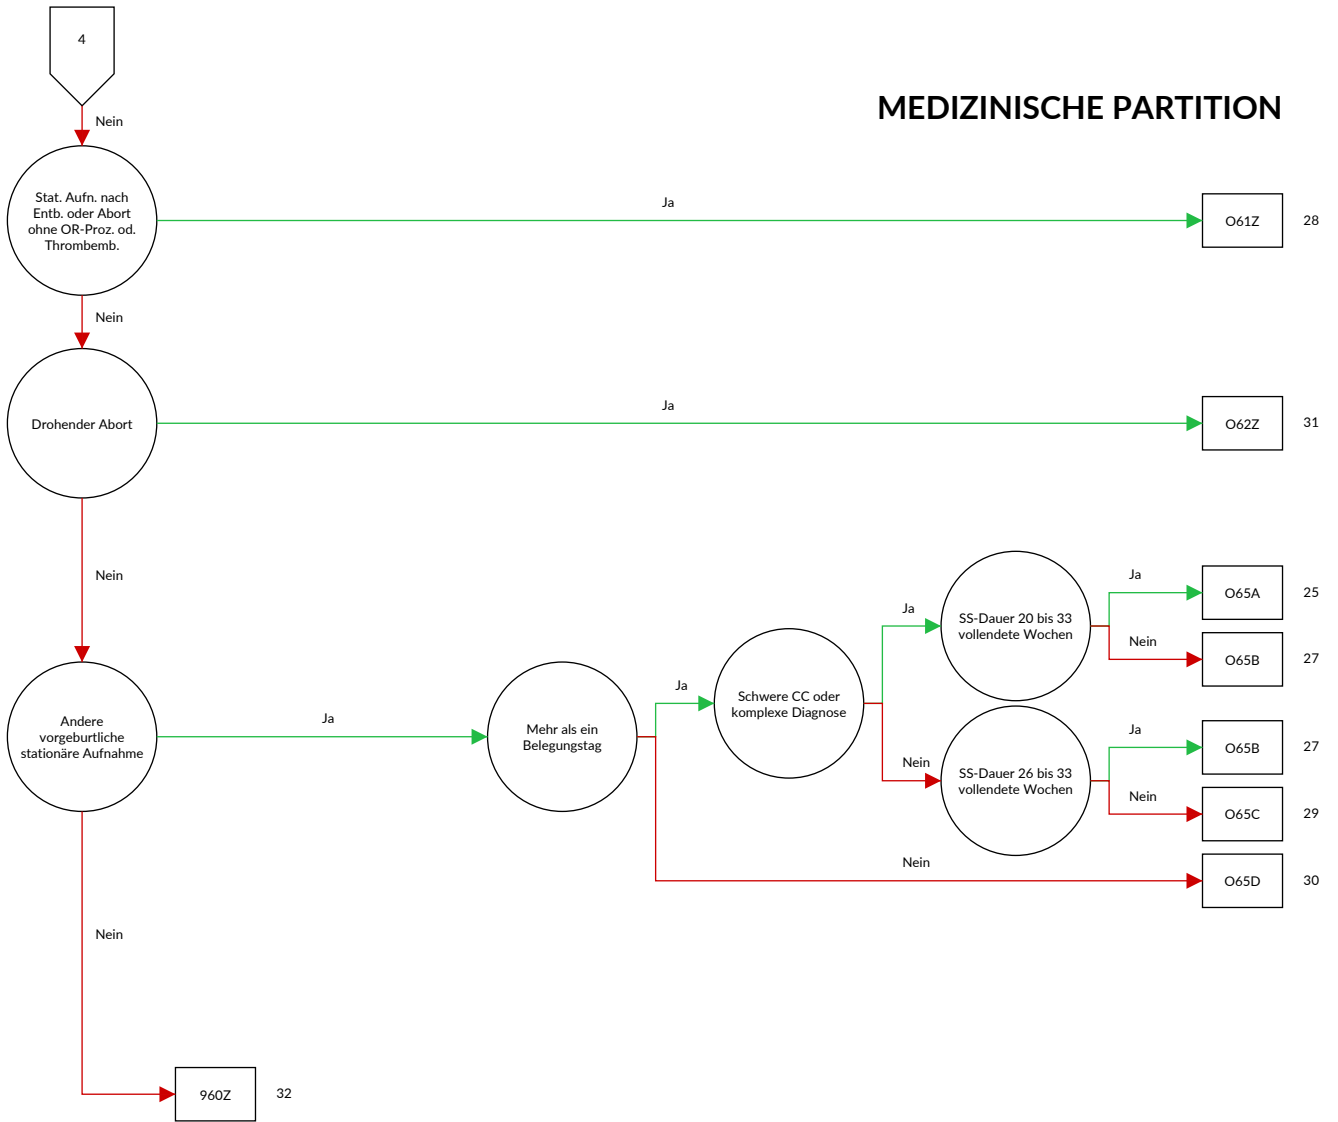 4
MEDIZINISCHE PARTITION
Nein
Stat. Aufn. nach
Entb. oder Abort
ohne OR-Proz. od.
Thrombemb.
Ja
O61Z
28
Nein
Drohender Abort
Ja
O62Z
31
Nein
Andere
vorgeburtliche
stationäre Aufnahme
Ja
Mehr als ein
Belegungstag
Ja
Schwere CC oder
komplexe Diagnose
Ja
SS-Dauer 20 bis 33
vollendete Wochen
Ja
O65A
25
Nein
O65B
27
Nein
SS-Dauer 26 bis 33
vollendete Wochen
Ja
O65B
27
Nein
O65C
29
Nein
O65D
30
Nein
960Z
32